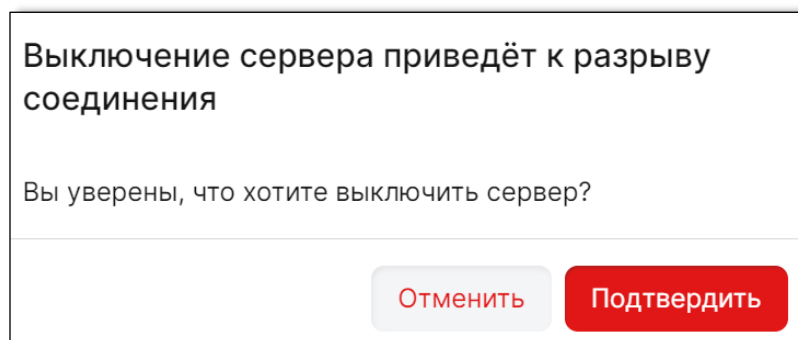 Выключение сервера приведёт к разрыву
соединения
Вы уверены, что хотите выключить сервер?
Отменить
Подтвердить